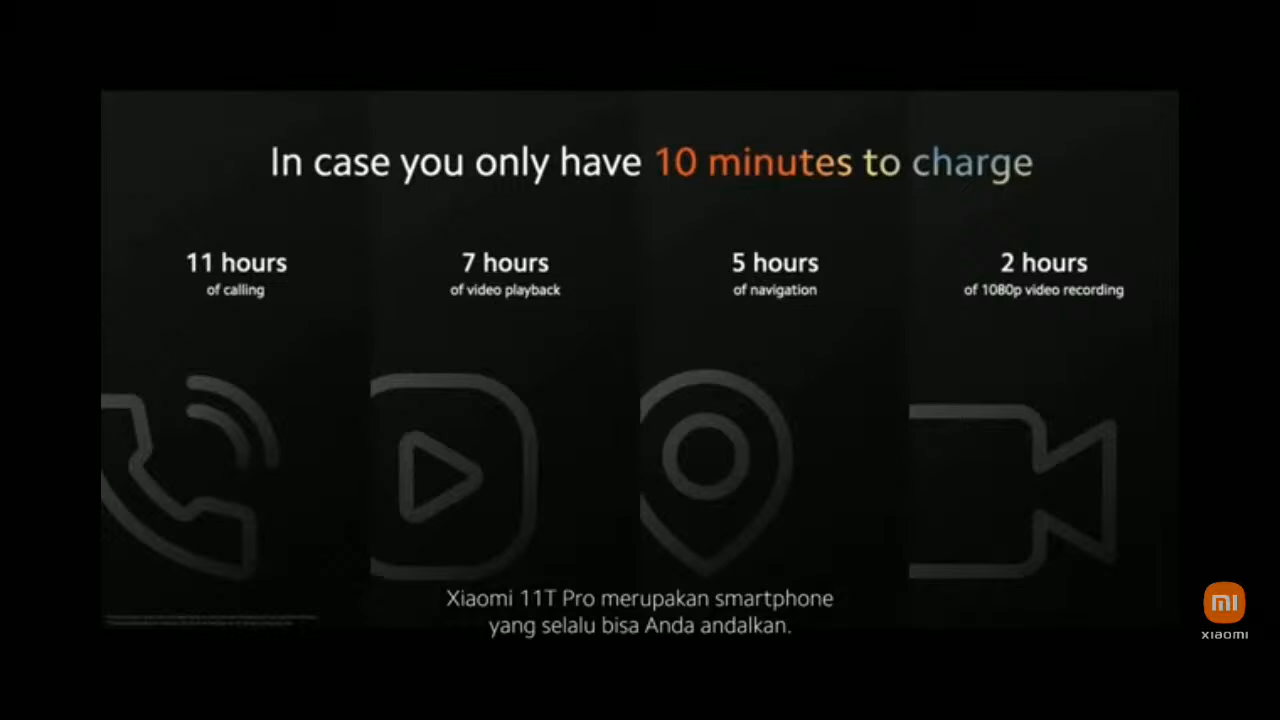 In case you only have 10 minutes to charge
11 hours
of calling
7 hours
of video playback
5 hours
of navigation
2 hours
of 1080p video recording
Xiaomi 11T Pro merupakan smartphone
yang selalu bisa Anda andalkan.
mi
xiaomi